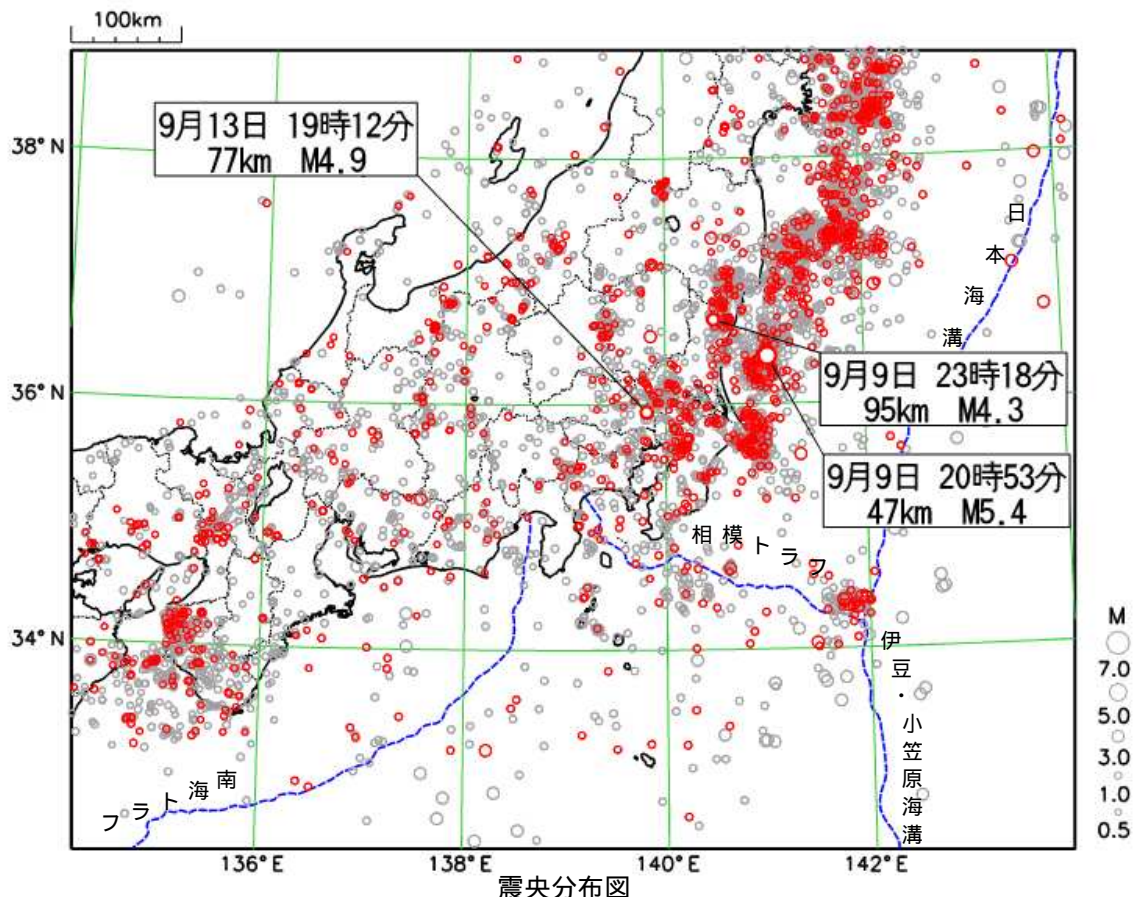 100km
9月13日 19時12分
77km M4.9
38°N
日本海溝
9月9日 23時18分
95km M4.3
36°N
9月9日 20時53分
47km M5.4
相模トラフ
34°N
伊豆・小笠原海溝
南海トラフ
M
7.0
5.0
3.0
1.0
0.5
136°E
138°E
140°E
142°E
震央分布図